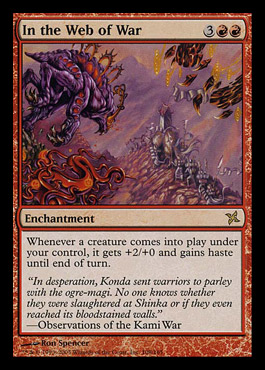 In the Web of War 3
Enchantment
Whenever a creature comes into play under
your control, it gets +2/+0 and gains haste
until end of turn.
“In desperation, Konda sent warriors to parley
with the ogre-magi. No one knows whether
they were slaughtered at Shinka or if they even
reached its bloodstained walls.”
—Observations of the Kami War
Ron Spencer